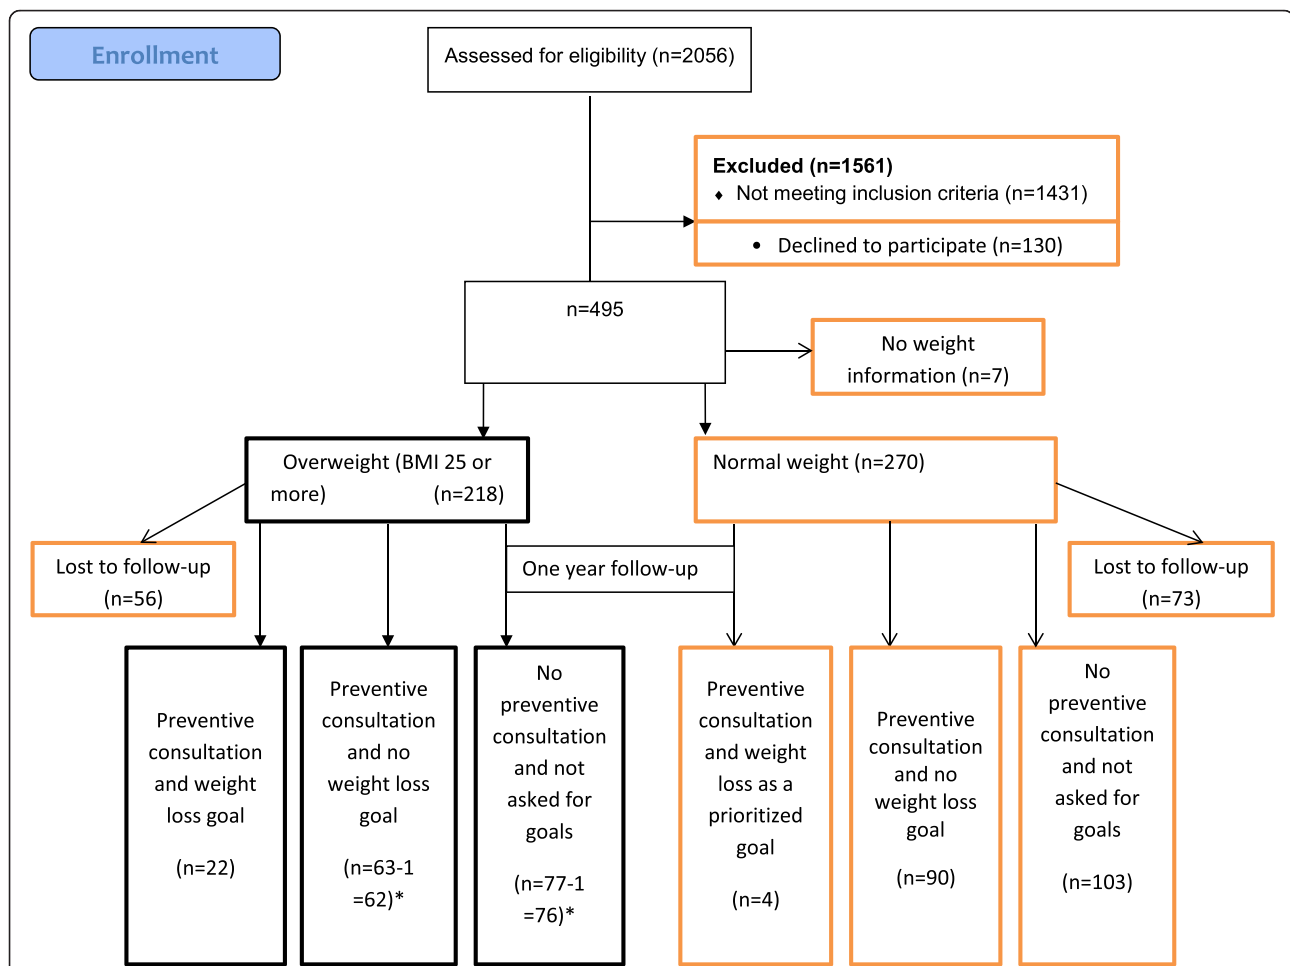 Enrollment
Assessed for eligibility (n=2056)
Excluded (n=1561)
♦ Not meeting inclusion criteria (n=1431)
• Declined to participate (n=130)
n=495
No weight
information (n=7)
Overweight (BMI 25 or
more) (n=218)
Normal weight (n=270)
Lost to follow-up
(n=56)
One year follow-up
Lost to follow-up
(n=73)
Preventive
consultation
and weight
loss goal
(n=22)
Preventive
consultation
and no
weight loss
goal
(n=63-1
=62)*
No
preventive
consultation
and not
asked for
goals
(n=77-1
=76)*
Preventive
consultation
and weight
loss as a
prioritized
goal
(n=4)
Preventive
consultation
and no
weight loss
goal
(n=90)
No
preventive
consultation
and not
asked for
goals
(n=103)